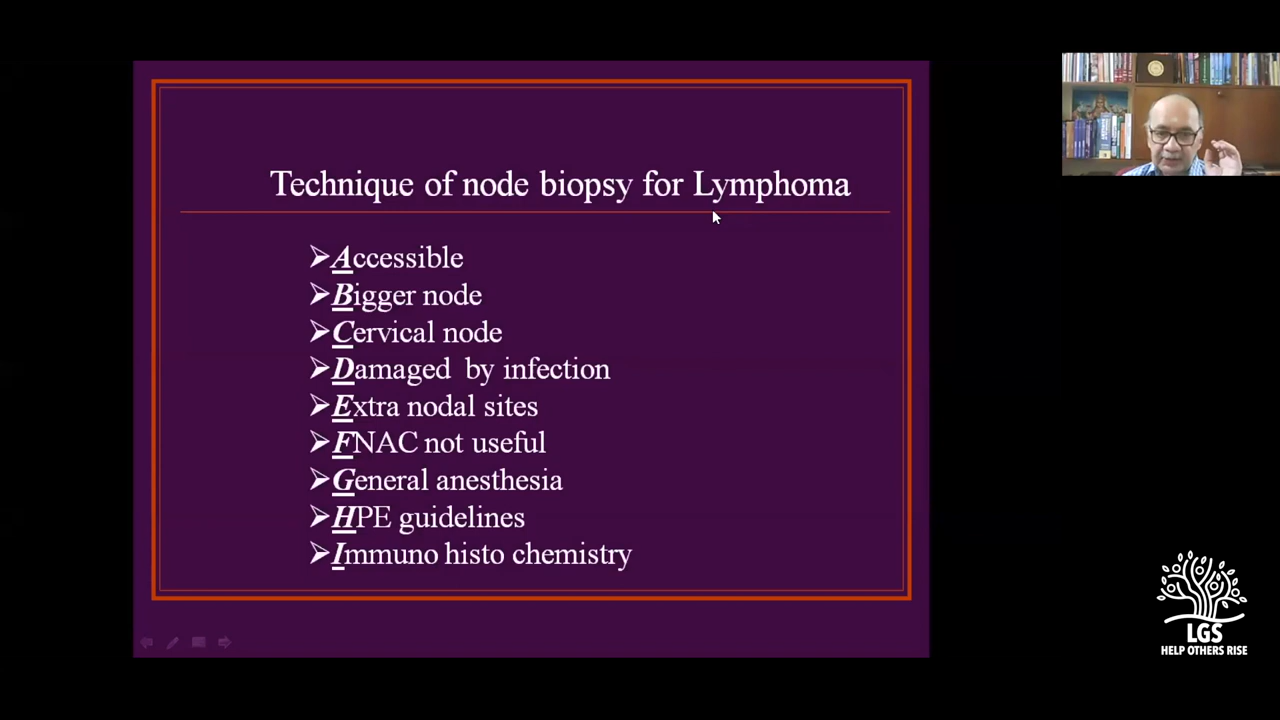 Technique of node biopsy for Lymphoma
➢Accessible
➢Bigger node
➢Cervical node
➢Damaged by infection
➢Extra nodal sites
➢FNAC not useful
➢General anesthesia
➢HPE guidelines
➢Immuno histo chemistry
LGS
HELP OTHERS RISE